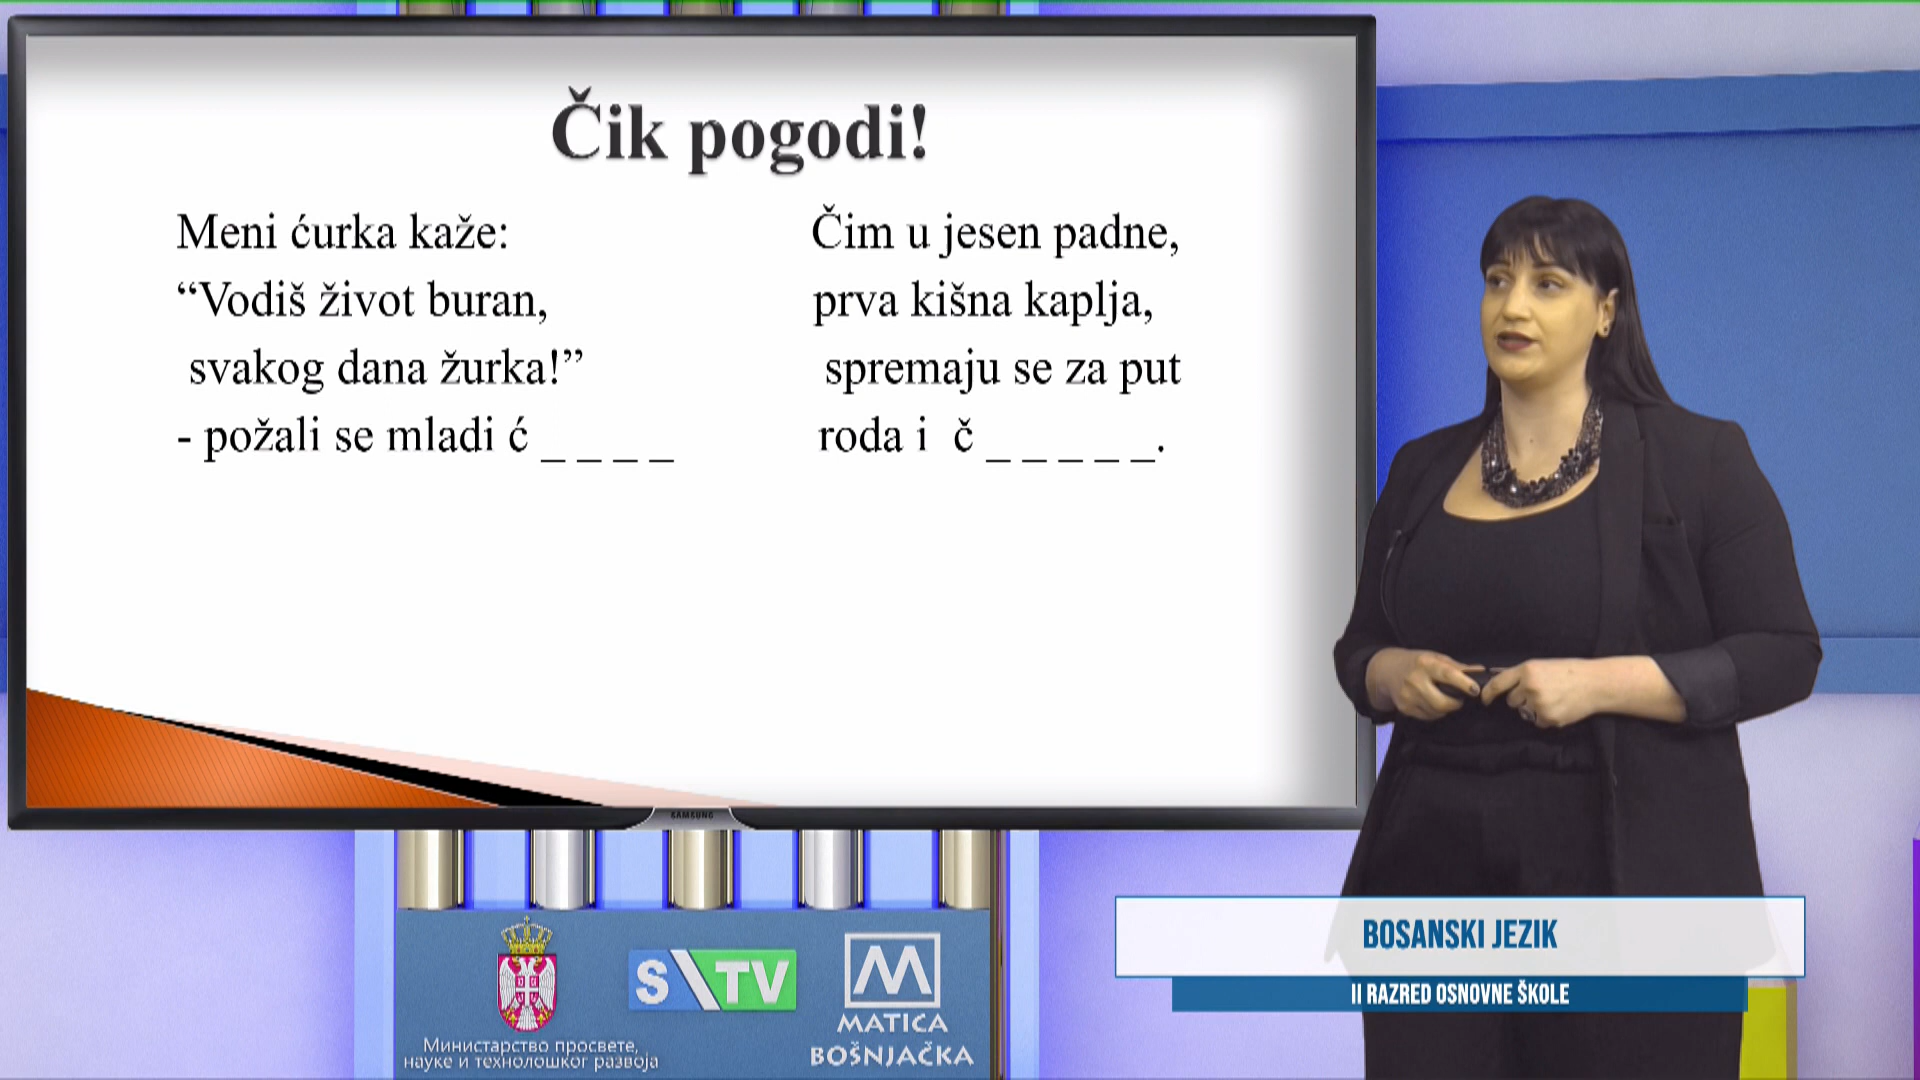 Čik pogodi!
Meni ćurka kaže:
“Vodiš život buran,
svakog dana žurka!”
- požali se mladi ć _ _ _ _
Čim u jesen padne,
prva kišna kaplja,
spremaju se za put
roda i č _ _ _ _ _.
SAMSUNG
Министарство просвете,
науке и технолошког развоја
S TV
MATICA
BOŠNJAČKA
BOSANSKI JEZIK
II RAZRED OSNOVNE ŠKOLE